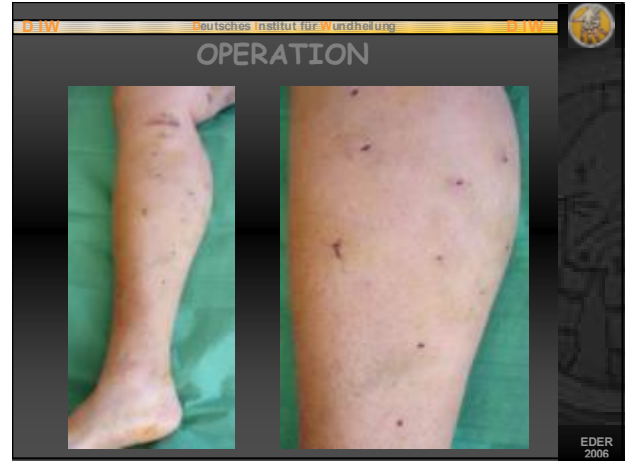 DIW Deutsches Institut für Wundheilung DIW
OPERATION
EDER
2006